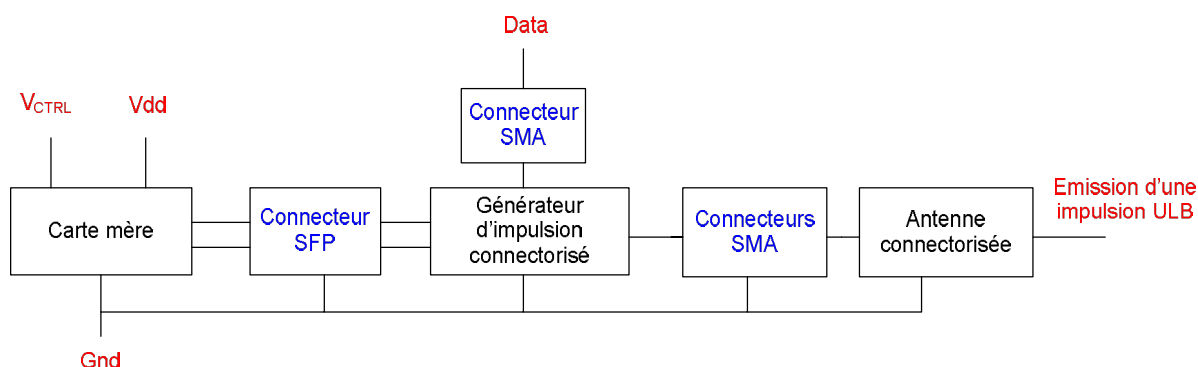 Data
V_CTRL
Vdd
Connecteur
SMA
Carte mère
Connecteur
SFP
Générateur
d'impulsion
connectorisé
Connecteurs
SMA
Antenne
connectorisée
Emission d'une
impulsion ULB
Gnd